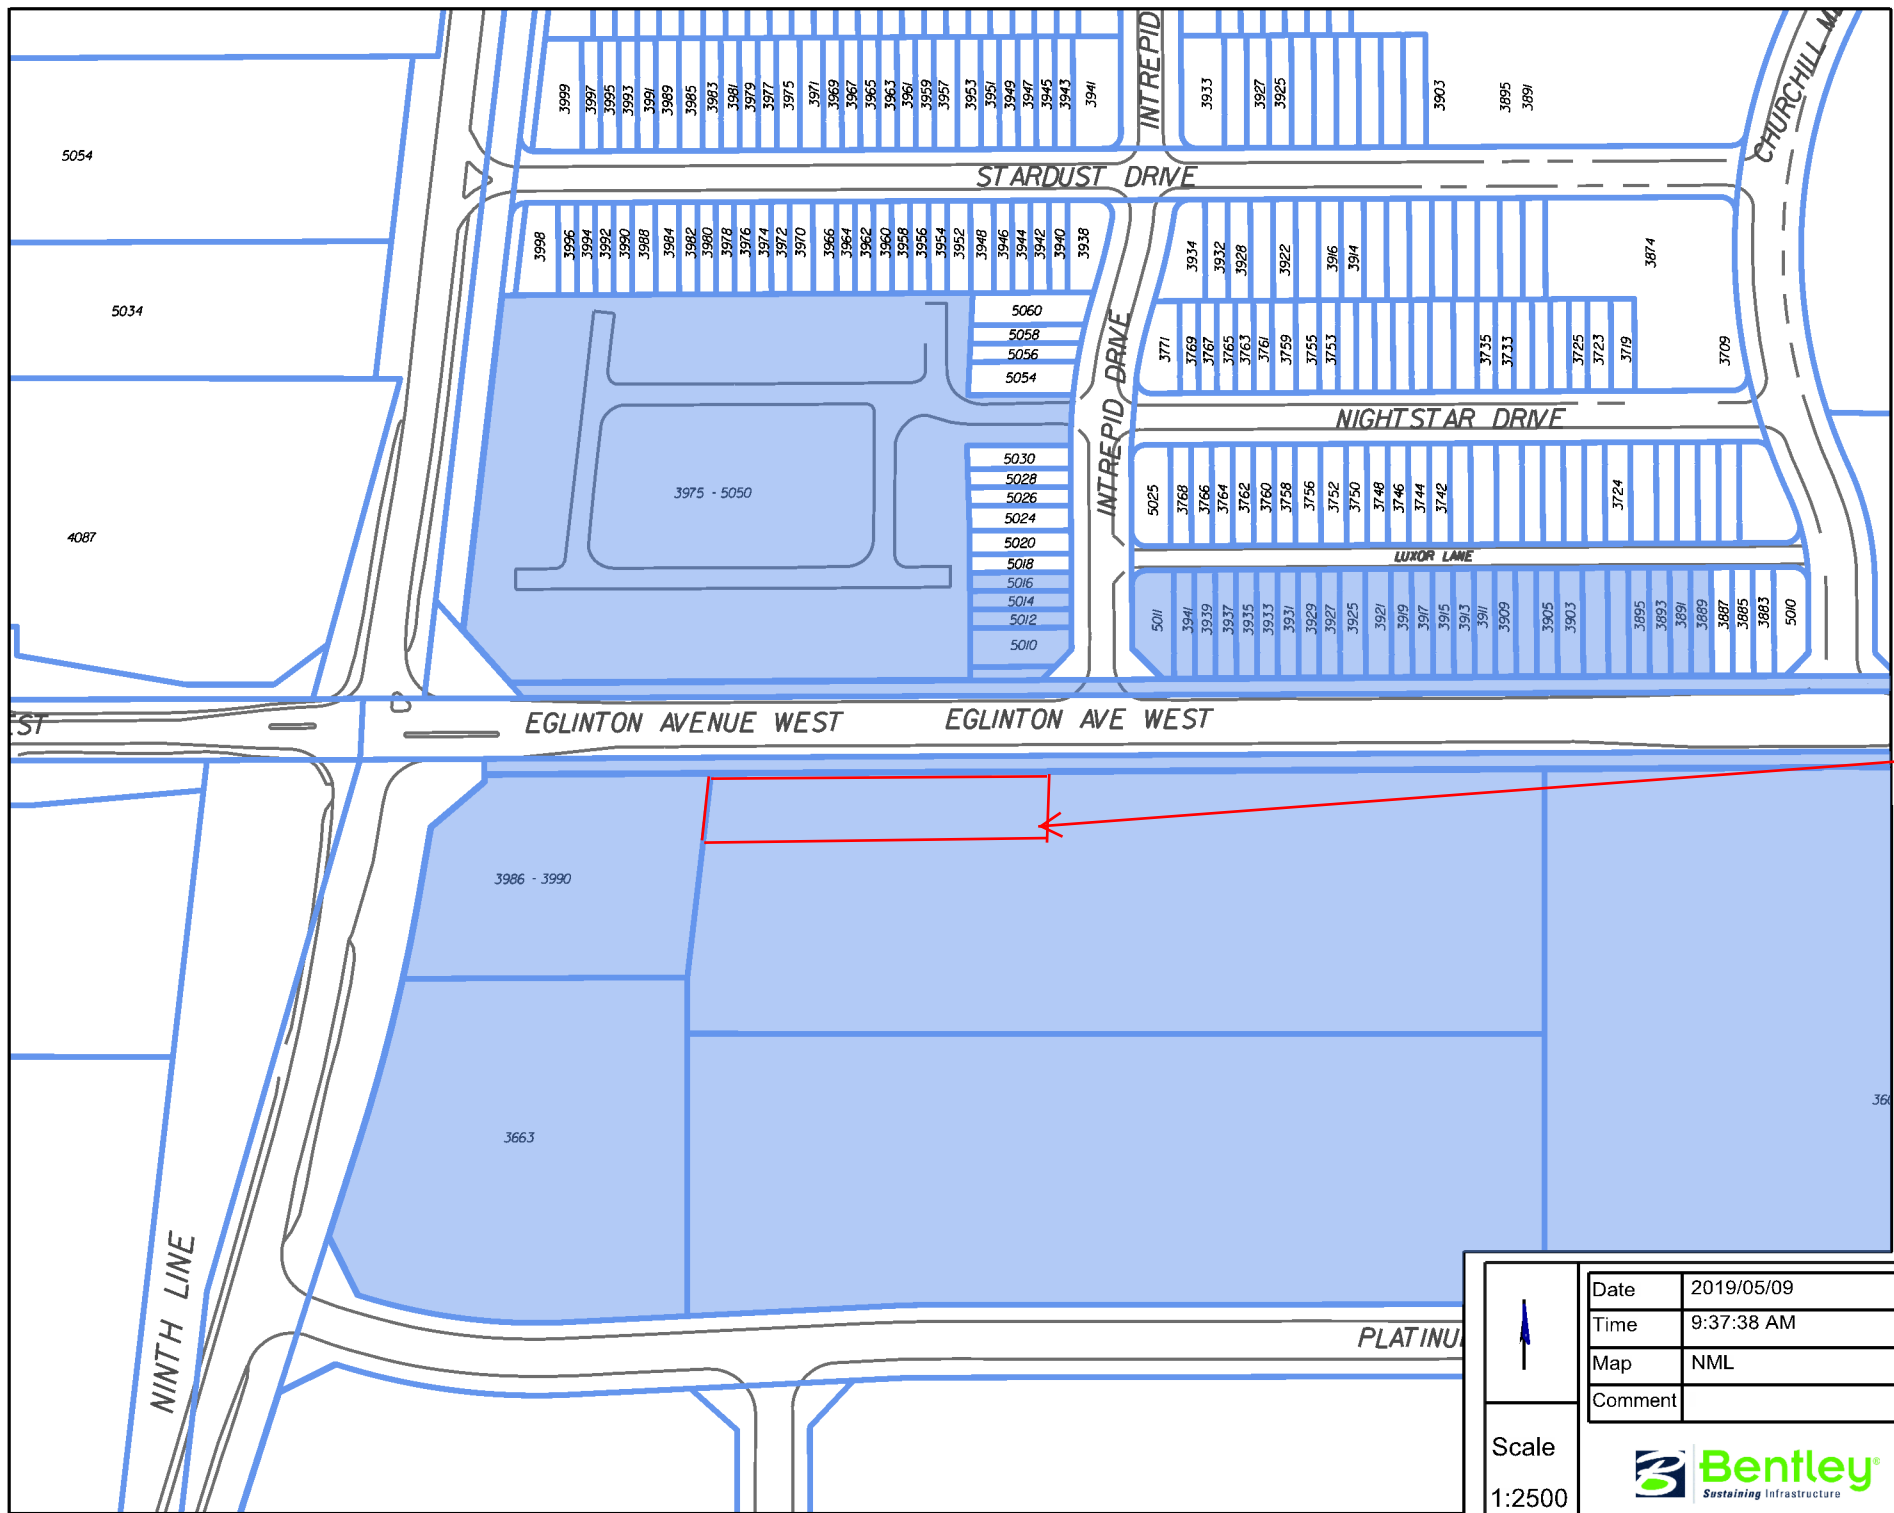 INTREPID
CHURCHILL
3999 3997 3995 3993 3991 3989 3985 3983 3981 3979 3977 3975 3971 3969 3967 3965 3963 3961 3959 3957 3953 3951 3949 3947 3945 3943 3941
3933 3927 3925 3903 3895 3891
5054
STARDUST DRIVE
3998 3996 3994 3992 3990 3988 3984 3982 3980 3978 3976 3974 3972 3970 3966 3964 3962 3960 3958 3956 3954 3952 3948 3946 3944 3942 3940 3938
3934 3932 3928 3922 3916 3914 3874
5034
5060
5058
5056
5054
INTREPID DRIVE
3771 3769 3767 3765 3763 3761 3759 3755 3753 3735 3733 3725 3723 3719 3709
NIGHTSTAR DRIVE
3975 - 5050
5030
5028
5026
5024
5020
5018
5016
5014
5012
5010
INTREPID DRIVE
5025 3768 3766 3764 3762 3760 3758 3756 3752 3750 3748 3746 3744 3742 3724
4087
LUXOR LANE
5011 3941 3939 3937 3935 3933 3931 3929 3927 3925 3921 3919 3917 3915 3913 3911 3909 3905 3903 3895 3893 3891 3889 3887 3885 3883 5010
EST
EGLINTON AVENUE WEST
EGLINTON AVE WEST
3986 - 3990
3663
NINTH LINE
PLATINU
Date 2019/05/09
Time 9:37:38 AM
Map NML
Comment
Scale
1:2500
Bentley®
Sustaining Infrastructure